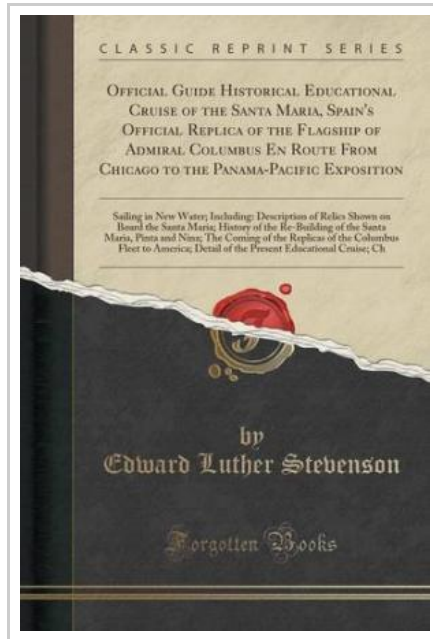 CLASSIC REPRINT SERIES
OFFICIAL GUIDE HISTORICAL EDUCATIONAL
CRUISE OF THE SANTA MARIA, SPAIN'S
OFFICIAL REPLICA OF THE FLAGSHIP OF
ADMIRAL COLUMBUS EN ROUTE FROM
CHICAGO TO THE PANAMA-PACIFIC EXPOSITION
Sailing in New Water; Including: Description of Relics Shown on
Board the Santa Maria; History of the Re-Building of the Santa
Maria, Pinta and Nina; The Coming of the Replicas of the Columbus
Fleet to America; Detail of the Present Educational Cruise; Ch
by
Edward Luther Stevenson
Forgotten Books